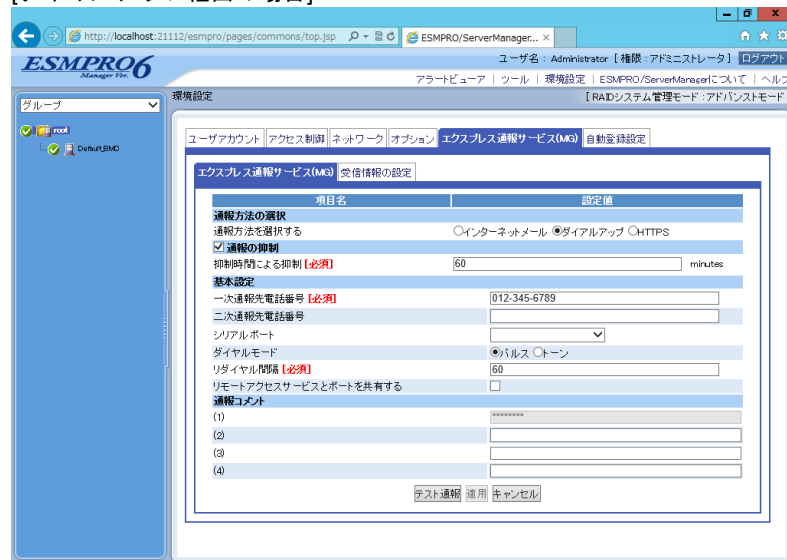 http://localhost:21112/esmpro/pages/commons/top.jsp
ESMPRO/ServerManager... ×
ESMPRO6
Manager Ver.
ユーザ名 : Administrator [ 権限 : アドミニストレータ ] ログアウト
アラートビューア | ツール | 環境設定 | ESMPRO/ServerManagerについて | ヘルプ
グループ
環境設定
[ RAIDシステム管理モード : アドバンストモード
root
Default_BMC
ユーザアカウント アクセス制御 ネットワーク オプション エクスプレス通報サービス(MG) 自動登録設定
エクスプレス通報サービス(MG) 受信情報の設定
項目名 設定値
通報方法の選択
通報方法を選択する インターネットメール ダイアルアップ HTTPS
通報の抑制
抑制時間による抑制 [必須] 60 minutes
基本設定
一次通報先電話番号 [必須] 012-345-6789
二次通報先電話番号
シリアルポート
ダイヤルモード パルス トーン
リダイヤル間隔 [必須] 60
リモートアクセスサービスとポートを共有する
通報コメント
(1) ********
(2)
(3)
(4)
テスト通報 適用 キャンセル